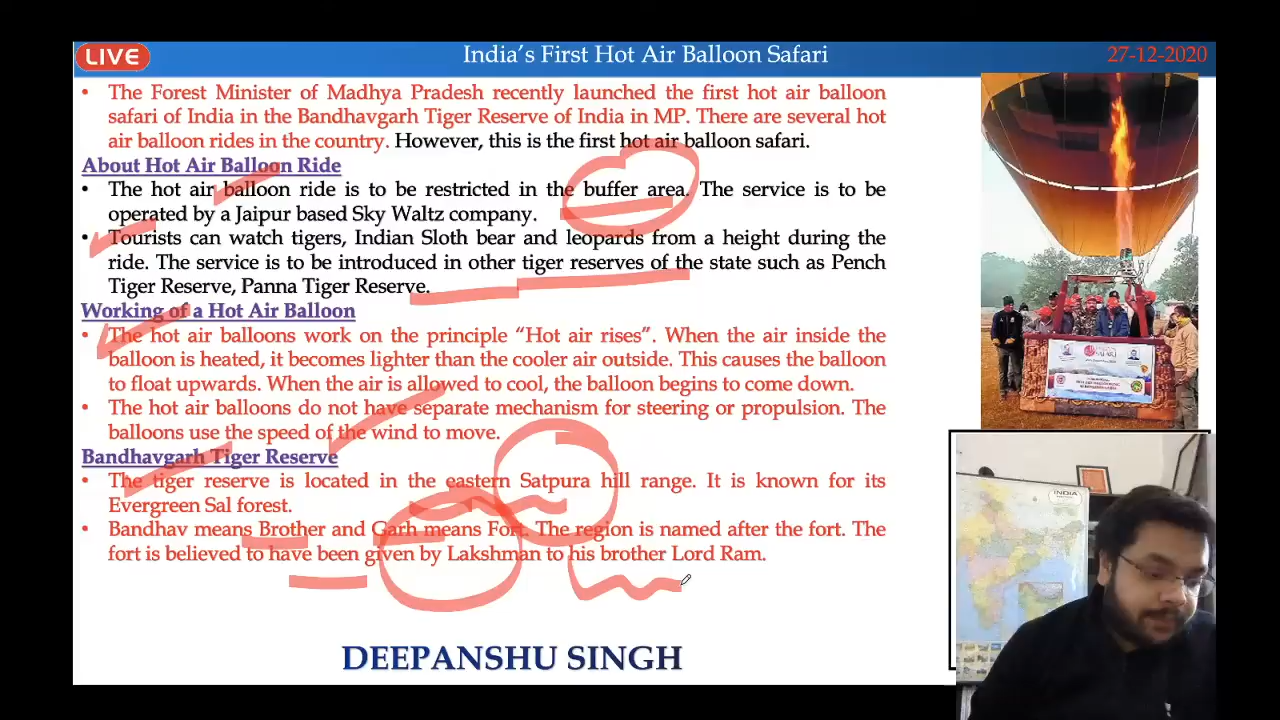 LIVE
India's First Hot Air Balloon Safari
27-12-2020
• The Forest Minister of Madhya Pradesh recently launched the first hot air balloon
safari of India in the Bandhavgarh Tiger Reserve of India in MP. There are several hot
air balloon rides in the country. However, this is the first hot air balloon safari.
About Hot Air Balloon Ride
• The hot air balloon ride is to be restricted in the buffer area. The service is to be
operated by a Jaipur based Sky Waltz company.
• Tourists can watch tigers, Indian Sloth bear and leopards from a height during the
ride. The service is to be introduced in other tiger reserves of the state such as Pench
Tiger Reserve, Panna Tiger Reserve.
Working of a Hot Air Balloon
• The hot air balloons work on the principle “Hot air rises”. When the air inside the
balloon is heated, it becomes lighter than the cooler air outside. This causes the balloon
to float upwards. When the air is allowed to cool, the balloon begins to come down.
• The hot air balloons do not have separate mechanism for steering or propulsion. The
balloons use the speed of the wind to move.
Bandhavgarh Tiger Reserve
• The tiger reserve is located in the eastern Satpura hill range. It is known for its
Evergreen Sal forest.
• Bandhav means Brother and Garh means Fort. The region is named after the fort. The
fort is believed to have been given by Lakshman to his brother Lord Ram.
DEEPANSHU SINGH
SAFARI
INDIA